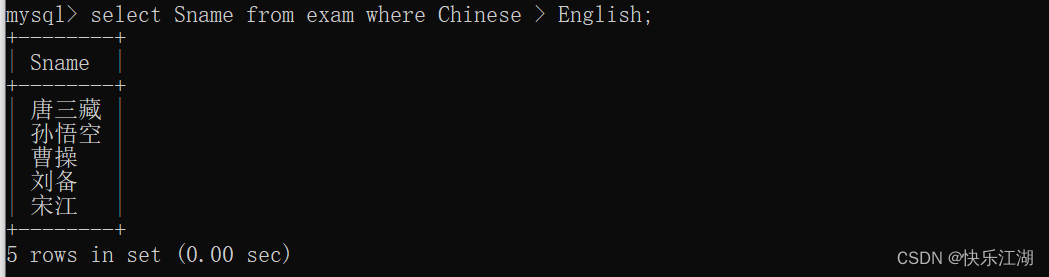 mysql> select Sname from exam where Chinese > English;
+--------+
| Sname  |
+--------+
| 唐三藏 |
| 孙悟空 |
| 曹操   |
| 刘备   |
| 宋江   |
+--------+
5 rows in set (0.00 sec)
CSDN @快乐江湖